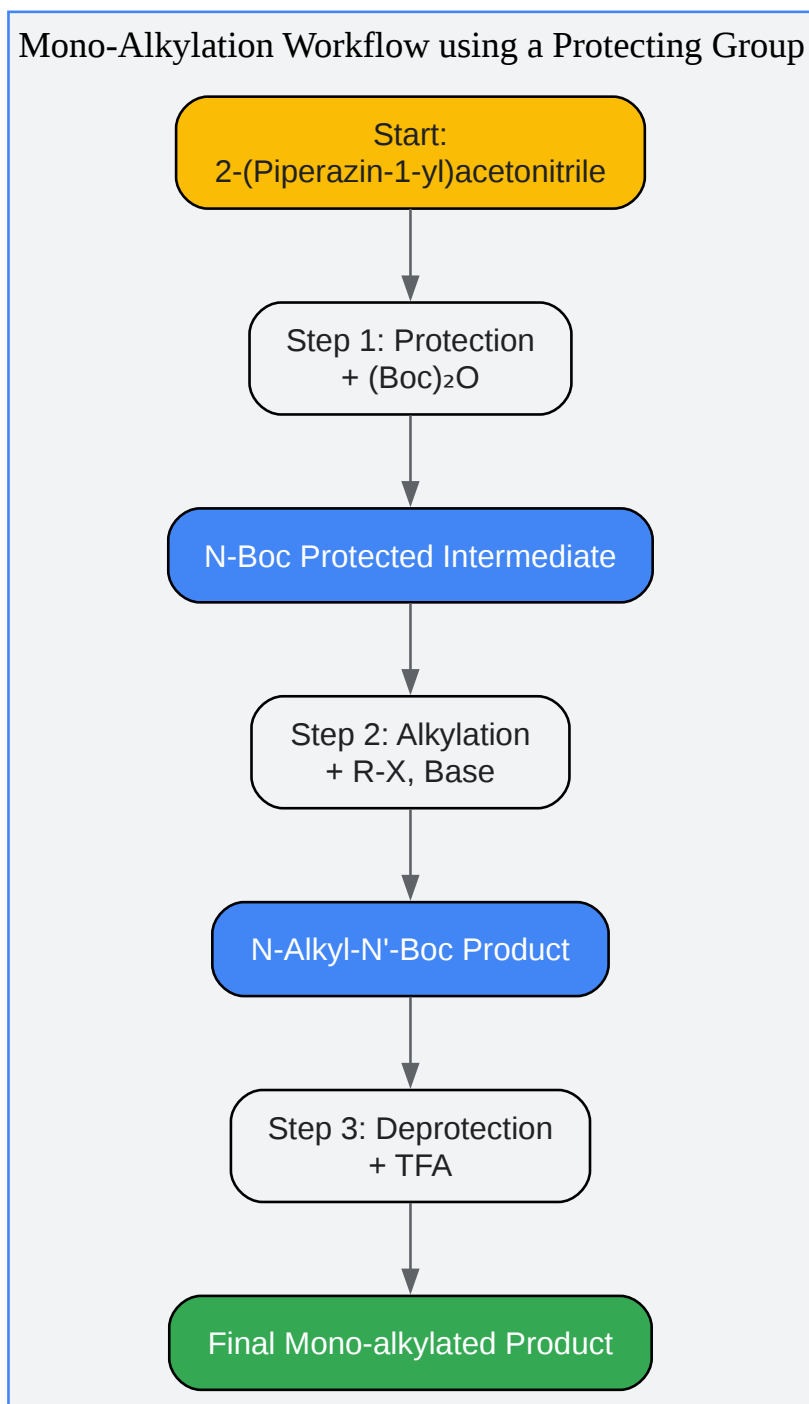 Mono-Alkylation Workflow using a Protecting Group
Start:
2-(Piperazin-1-yl)acetonitrile
Step 1: Protection
+ (Boc)₂O
N-Boc Protected Intermediate
Step 2: Alkylation
+ R-X, Base
N-Alkyl-N'-Boc Product
Step 3: Deprotection
+ TFA
Final Mono-alkylated Product